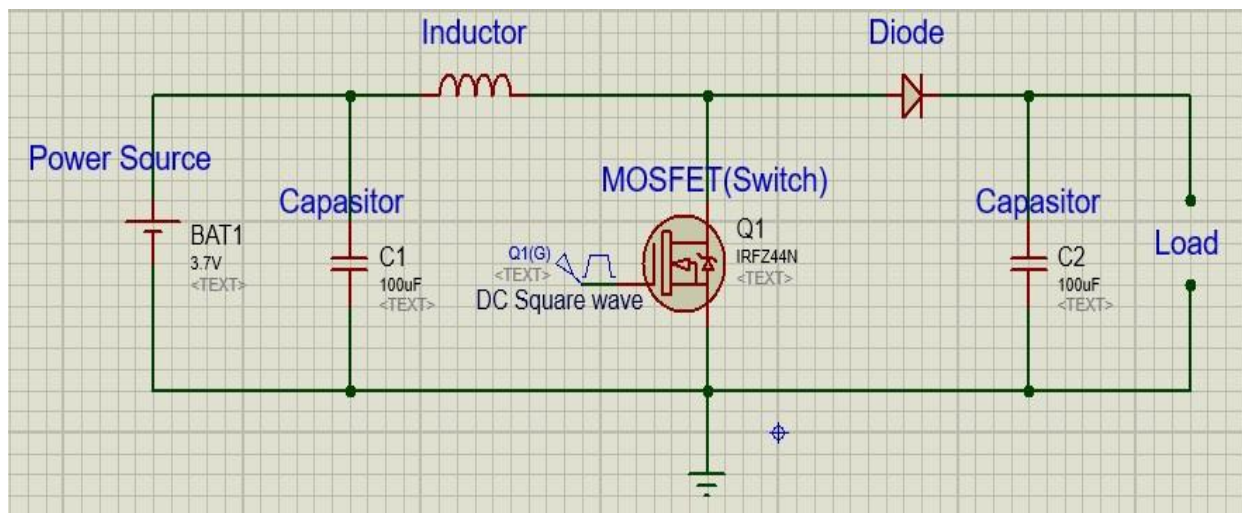 Inductor
Diode
Power Source
MOSFET(Switch)
Capasitor
Capasitor
BAT1
3.7V
<TEXT>
C1
100uF
<TEXT>
Q1(G)
<TEXT>
DC Square wave
Q1
IRFZ44N
<TEXT>
C2
100uF
<TEXT>
Load